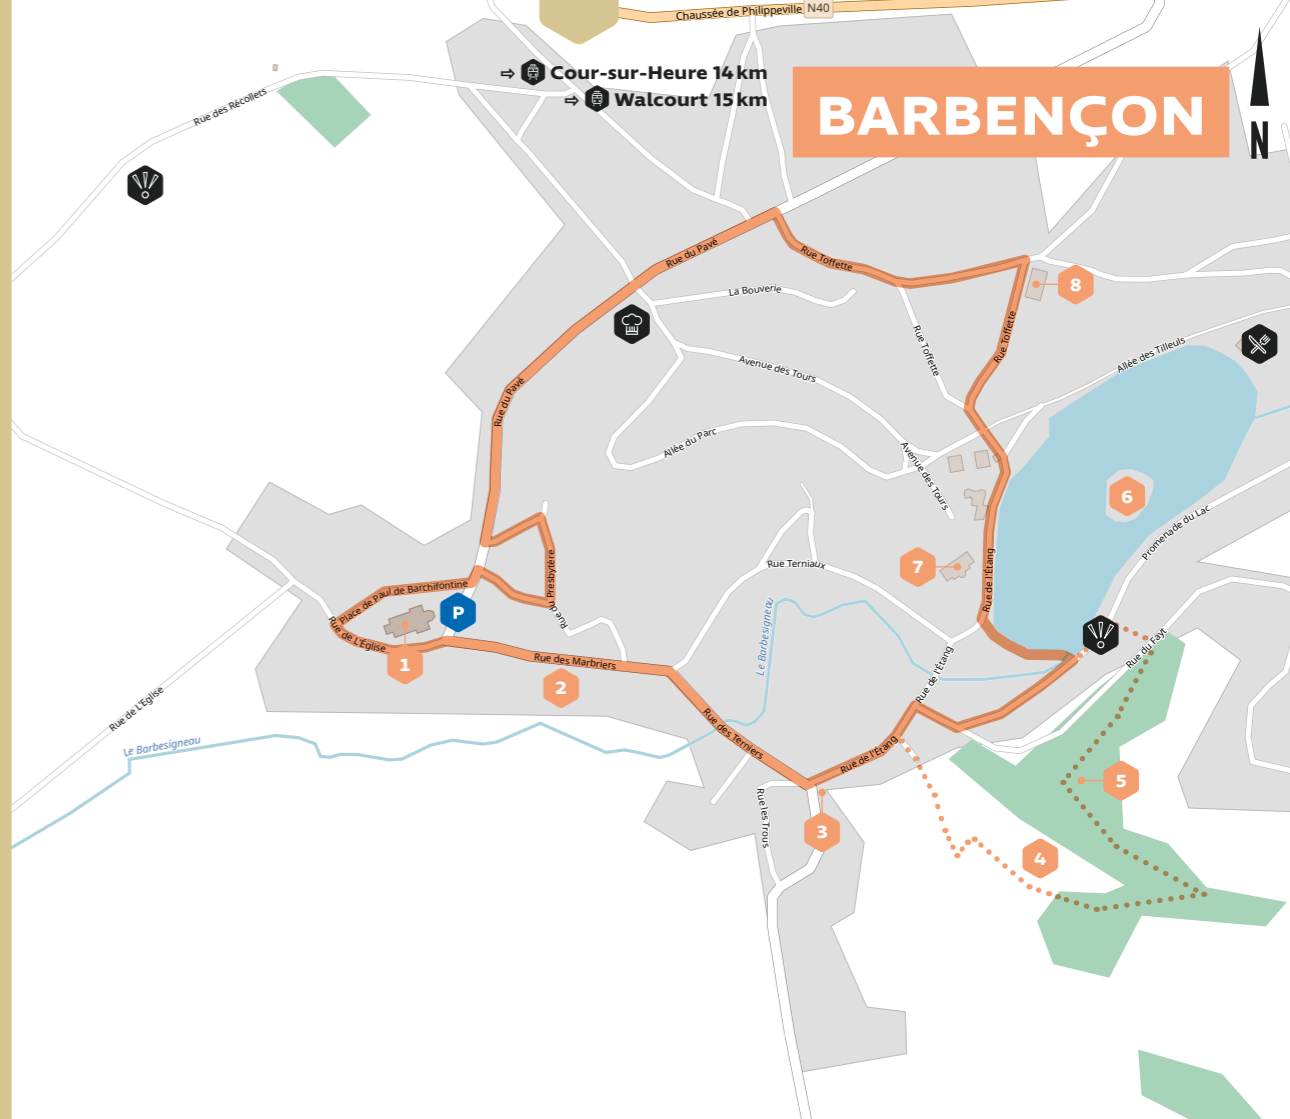 Chaussée de Philippeville
N40
⇨ Cour-sur-Heure 14 km
⇨ Walcourt 15 km
BARBENÇON
N
Rue des Récollets
Rue du Pavé
Rue Toffette
8
La Bouverie
Rue Toffette
Rue Toffette
Allée des Tilleuls
Avenue des Tours
Rue du Pavé
Allée du Parc
Avenue des Tours
6
Promenade du Lac
7
Rue Terniaux
Rue de l'Étang
Rue du Presbytère
Place de Paul de Barchifontine
P
Rue de L'Église
1
Le Barbesigneau
Rue du Fayt
Rue des Marbriers
2
Rue de l'Étang
Rue de L'Eglise
Le Barbesigneau
Rue des Terniers
Rue de l'Étang
5
Rue les Trous
3
4